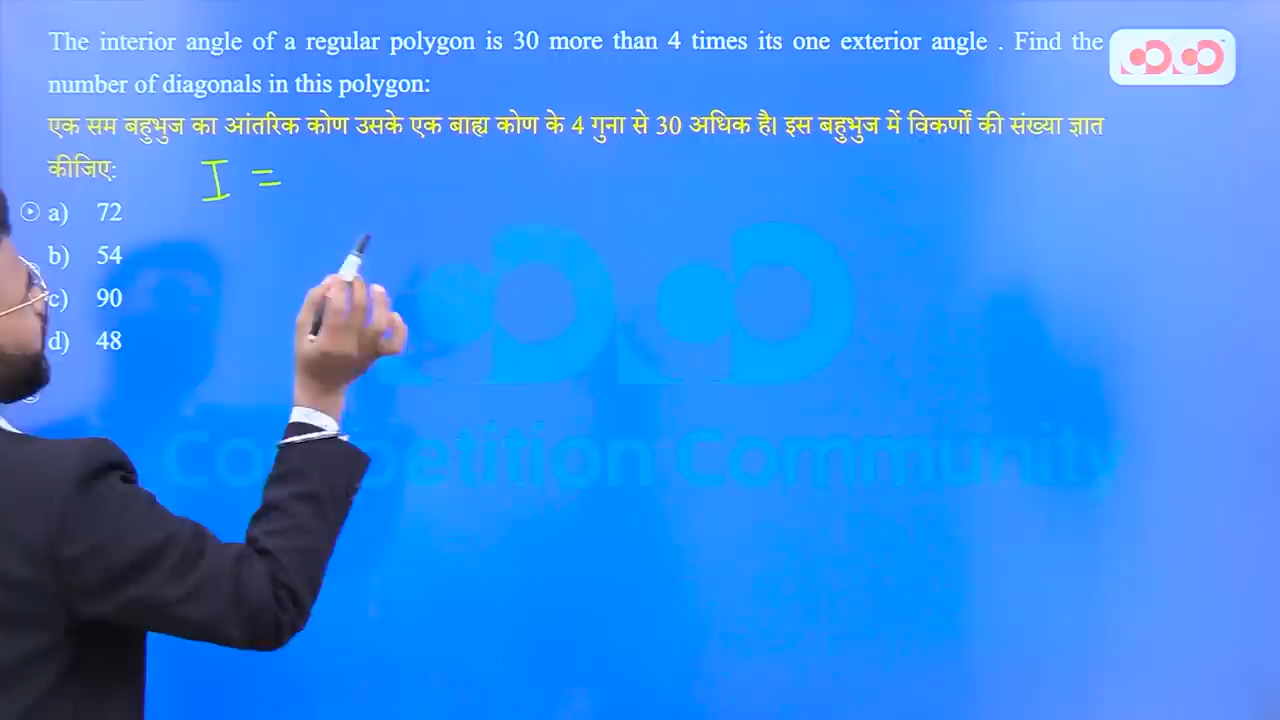 The interior angle of a regular polygon is 30 more than 4 times its one exterior angle . Find the
number of diagonals in this polygon:
एक सम बहुभुज का आंतरिक कोण उसके एक बाह्य कोण के 4 गुना से 30 अधिक है। इस बहुभुज में विकर्णों की संख्या ज्ञात
कीजिए:
I =
a) 72
b) 54
c) 90
d) 48
Competition Community